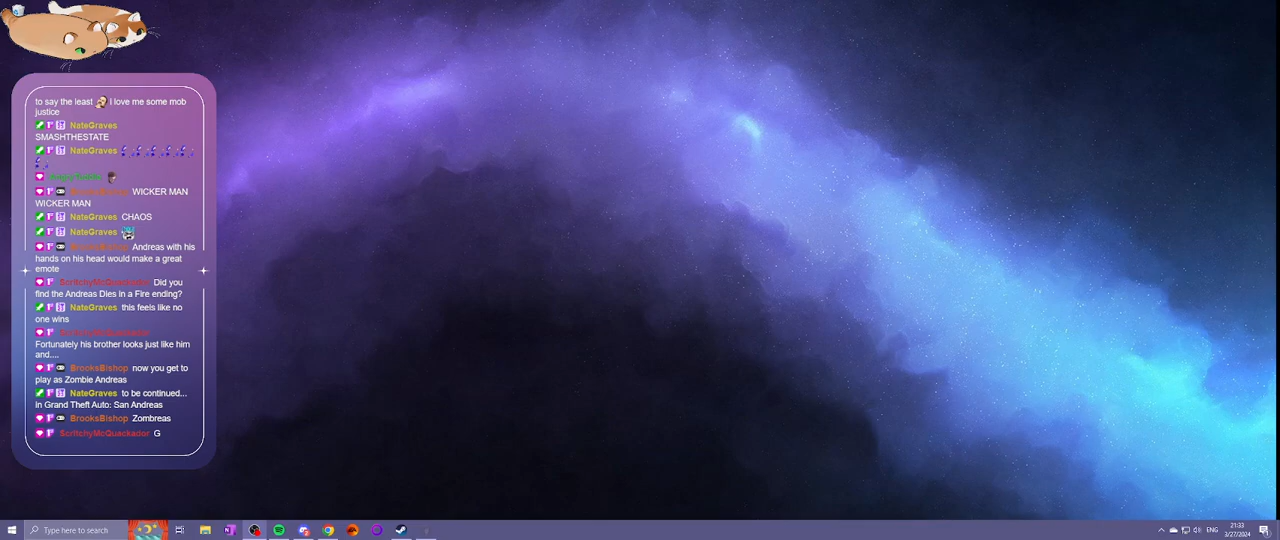 to say the least I love me some mob
justice
NateGraves
SMASHTHESTATE
NateGraves
BrooksBishop WICKER MAN
WICKER MAN
NateGraves CHAOS
NateGraves
BrooksBishop Andreas with his
hands on his head would make a great
emote
ScritchyMcQuackador Did you
find the Andreas Dies in a Fire ending?
NateGraves this feels like no
one wins
ScritchyMcQuackador
Fortunately his brother looks just like him
and....
BrooksBishop now you get to
play as Zombie Andreas
NateGraves to be continued...
in Grand Theft Auto: San Andreas
BrooksBishop Zombreas
ScritchyMcQuackador G
Type here to search
ENG
21:33
3/27/2024